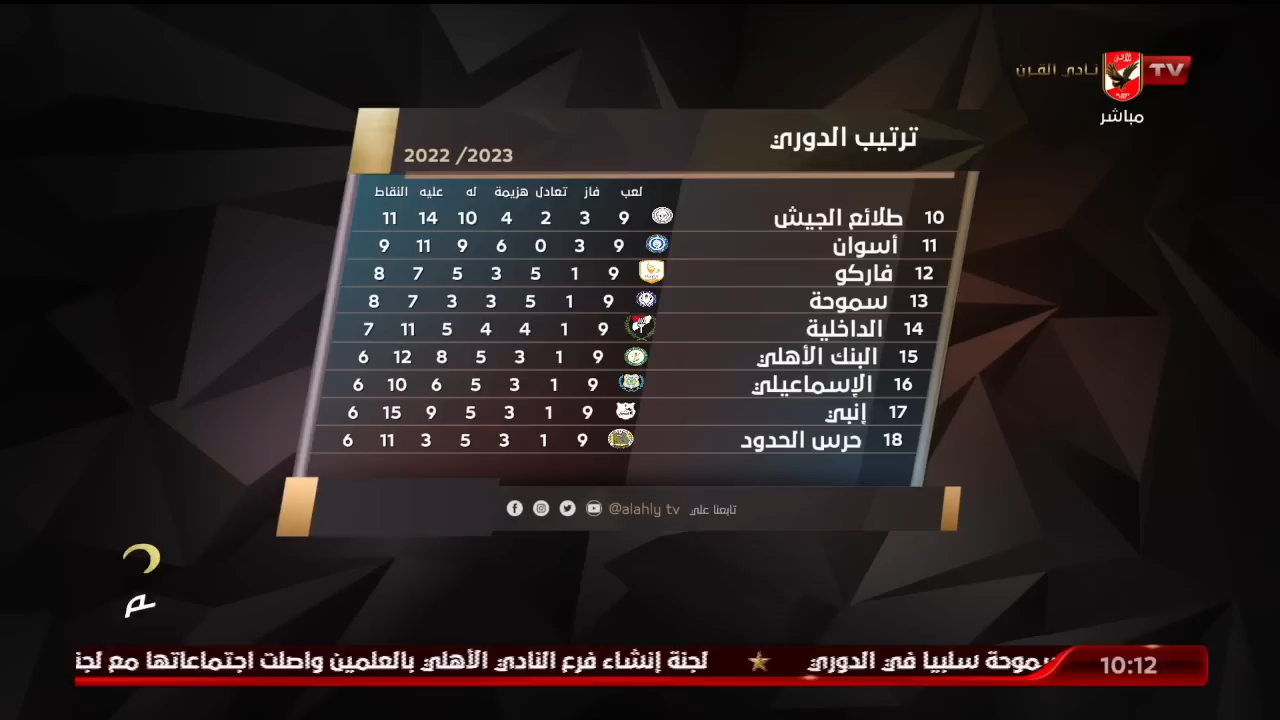 نادي القرن TV
مباشر
ترتيب الدوري
2022 /2023
لعب فاز تعادل هزيمة له عليه النقاط
10 طلائع الجيش 9 3 2 4 10 14 11
11 أسوان 9 3 0 6 9 11 9
12 فاركو 9 1 5 3 5 7 8
13 سموحة 9 1 5 3 3 7 8
14 الداخلية 9 1 4 4 5 11 7
15 البنك الأهلي 9 1 3 5 8 12 6
16 الإسماعيلي 9 1 3 5 6 10 6
17 إنبي 9 1 3 5 9 15 6
18 حرس الحدود 9 1 3 5 3 11 6
تابعنا علي @alahly tv
10:12 سموحة سلبيا في الدوري ★ لجنة إنشاء فرع النادي الأهلي بالعلمين واصلت اجتماعاتها مع